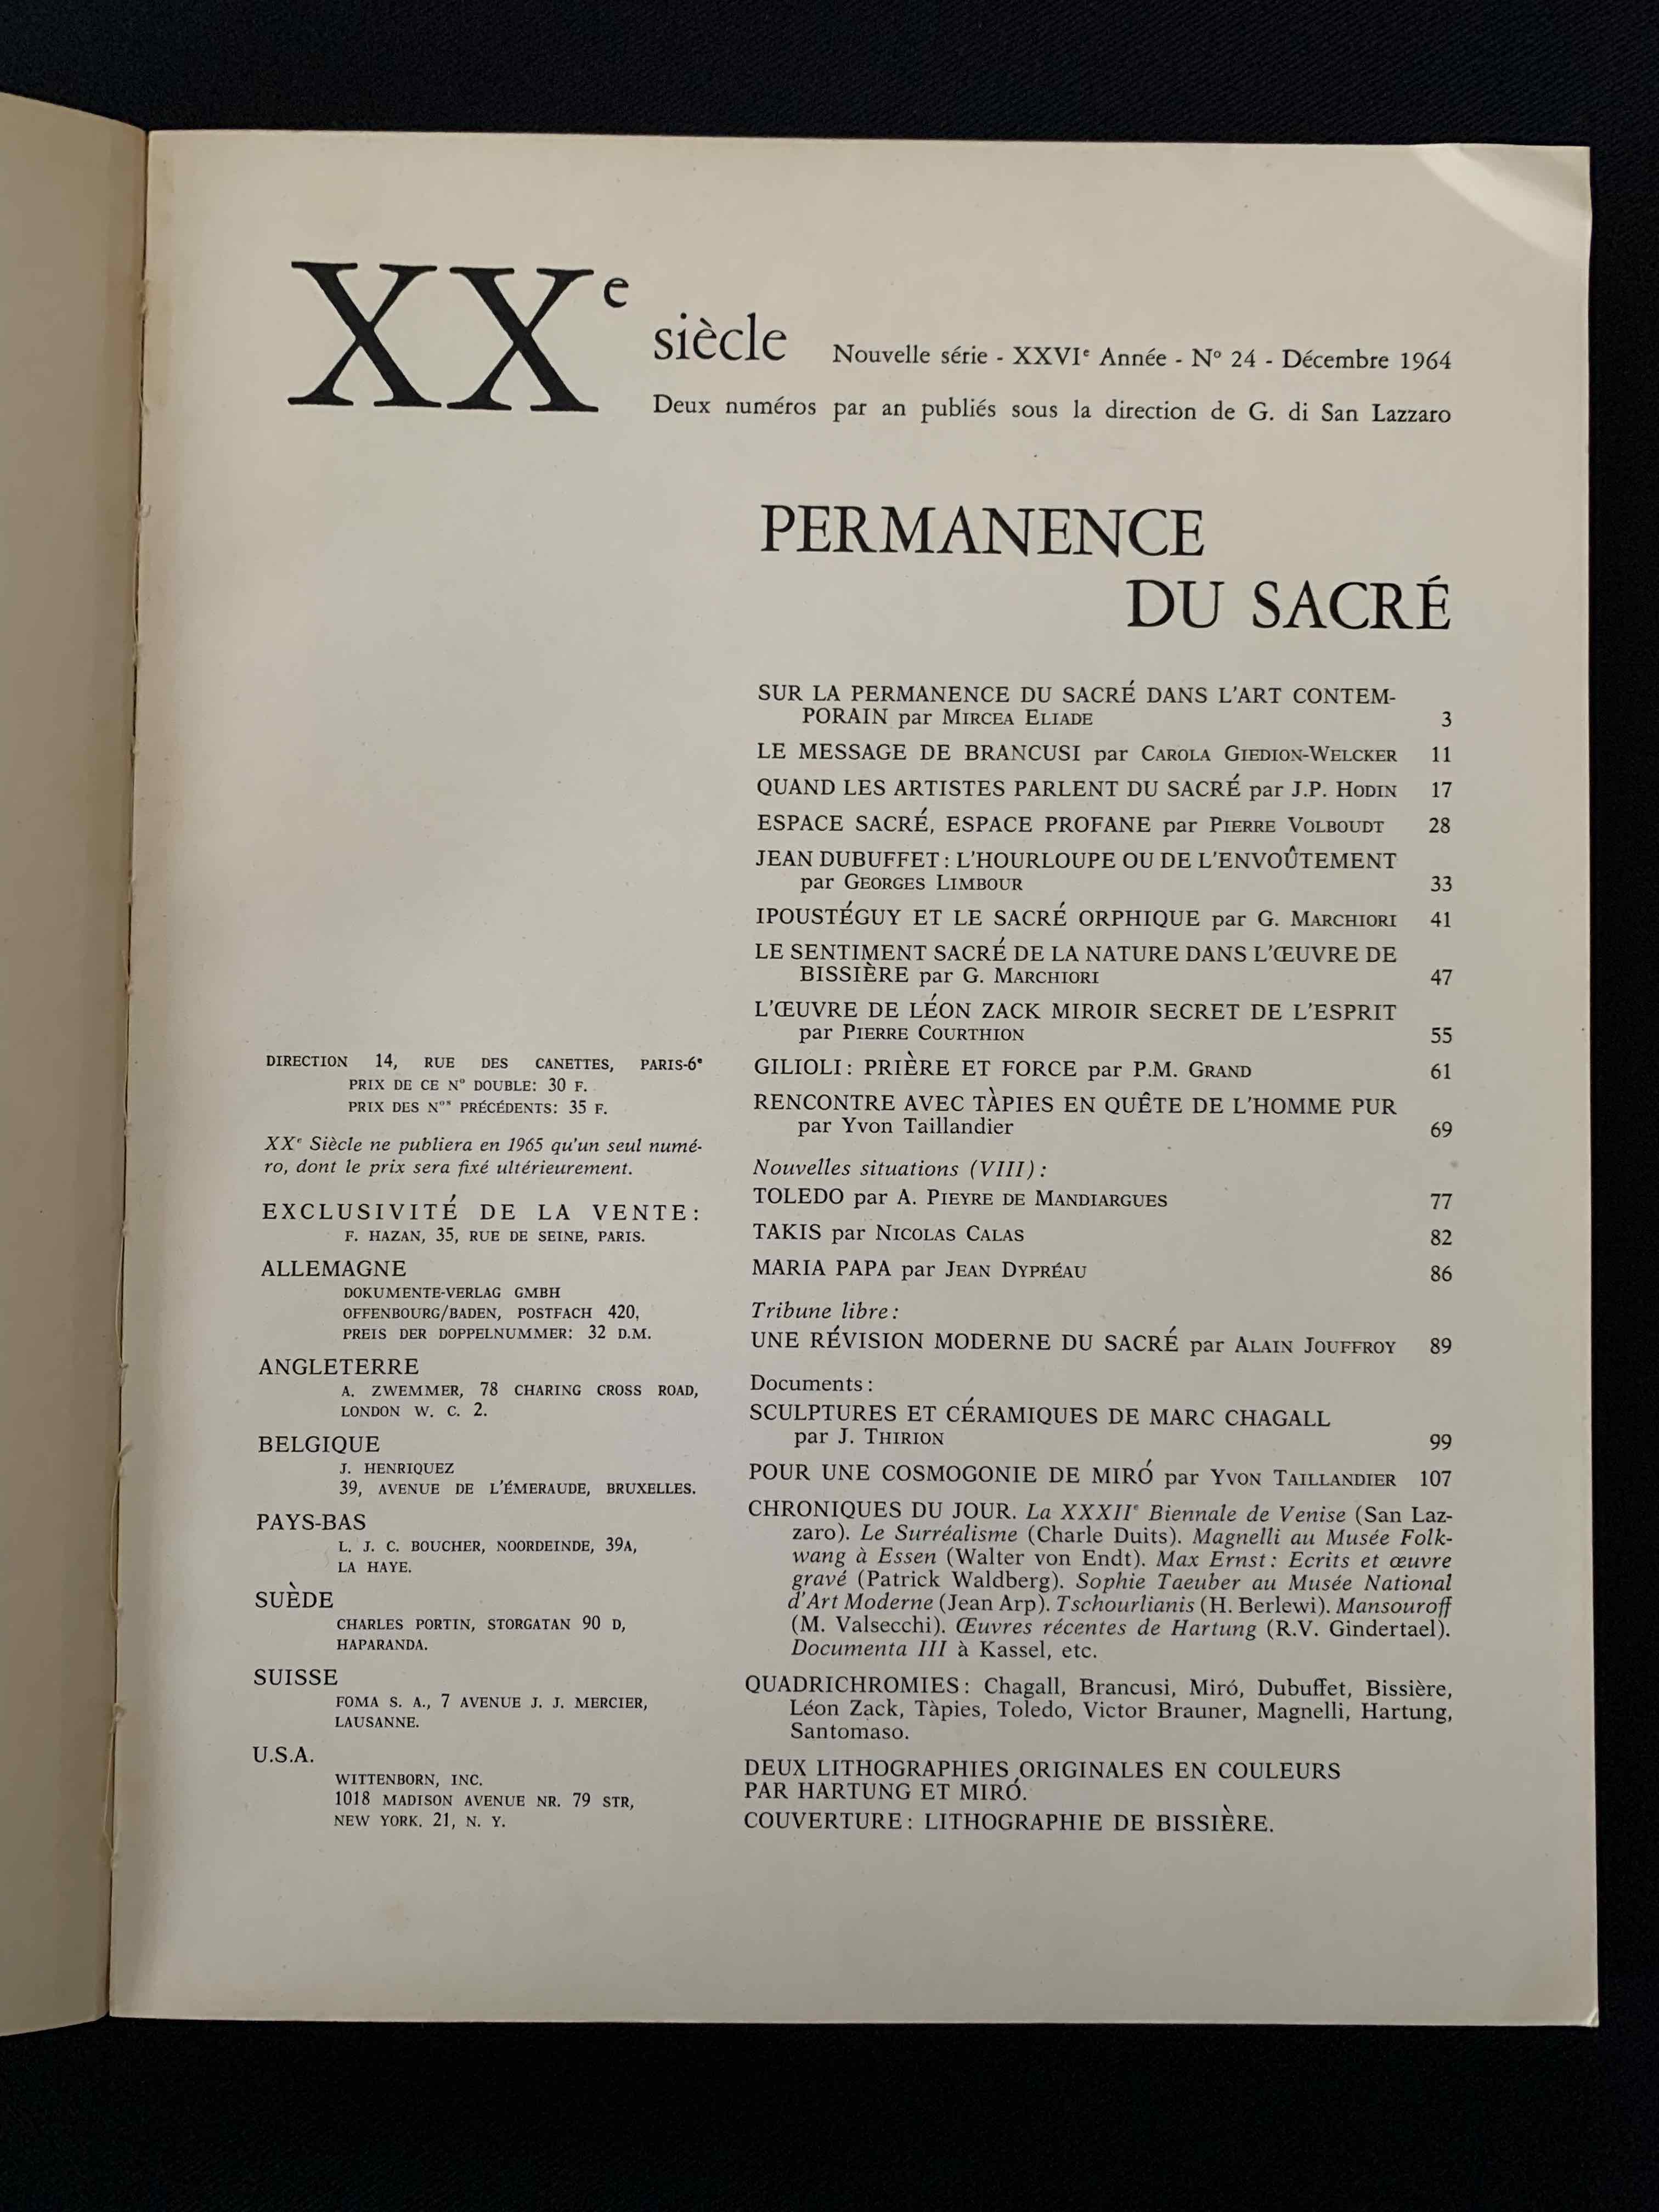 XXe siècle Nouvelle série - XXVIe Année - No 24 - Décembre 1964
Deux numéros par an publiés sous la direction de G. di San Lazzaro
PERMANENCE
DU SACRÉ
SUR LA PERMANENCE DU SACRÉ DANS L'ART CONTEM-
PORAIN par MIRCEA ELIADE 3
LE MESSAGE DE BRANCUSI par CAROLA GIEDION-WELCKER 11
QUAND LES ARTISTES PARLENT DU SACRÉ par J.P. HODIN 17
ESPACE SACRÉ, ESPACE PROFANE par PIERRE VOLBOUDT 28
JEAN DUBUFFET : L'HOURLOUPE OU DE L'ENVOÛTEMENT
par GEORGES LIMBOUR 33
IPOUSTÉGUY ET LE SACRÉ ORPHIQUE par G. MARCHIORI 41
LE SENTIMENT SACRÉ DE LA NATURE DANS L'ŒUVRE DE
BISSIÈRE par G. MARCHIORI 47
L'ŒUVRE DE LÉON ZACK MIROIR SECRET DE L'ESPRIT
par PIERRE COURTHION 55
GILIOLI : PRIÈRE ET FORCE par P.M. GRAND 61
RENCONTRE AVEC TÀPIES EN QUÊTE DE L'HOMME PUR
par Yvon Taillandier 69
Nouvelles situations (VIII) :
TOLEDO par A. PIEYRE DE MANDIARGUES 77
TAKIS par NICOLAS CALAS 82
MARIA PAPA par JEAN DYPRÉAU 86
Tribune libre :
UNE RÉVISION MODERNE DU SACRÉ par ALAIN JOUFFROY 89
Documents :
SCULPTURES ET CÉRAMIQUES DE MARC CHAGALL
par J. THIRION 99
POUR UNE COSMOGONIE DE MIRÓ par YVON TAILLANDIER 107
CHRONIQUES DU JOUR. La XXXIIe Biennale de Venise (San Laz-
zaro). Le Surréalisme (Charle Duits). Magnelli au Musée Folk-
wang à Essen (Walter von Endt). Max Ernst : Ecrits et œuvre
gravé (Patrick Waldberg). Sophie Taeuber au Musée National
d'Art Moderne (Jean Arp). Tschourlianis (H. Berlewi). Mansouroff
(M. Valsecchi). Œuvres récentes de Hartung (R.V. Gindertael).
Documenta III à Kassel, etc.
QUADRICHROMIES : Chagall, Brancusi, Miró, Dubuffet, Bissière,
Léon Zack, Tàpies, Toledo, Victor Brauner, Magnelli, Hartung,
Santomaso.
DEUX LITHOGRAPHIES ORIGINALES EN COULEURS
PAR HARTUNG ET MIRÓ.
COUVERTURE : LITHOGRAPHIE DE BISSIÈRE.
DIRECTION 14, RUE DES CANETTES, PARIS-6e
PRIX DE CE No DOUBLE: 30 F.
PRIX DES Nos PRÉCÉDENTS: 35 F.
XXe Siècle ne publiera en 1965 qu'un seul numé-
ro, dont le prix sera fixé ultérieurement.
EXCLUSIVITÉ DE LA VENTE :
F. HAZAN, 35, RUE DE SEINE, PARIS.
ALLEMAGNE
DOKUMENTE-VERLAG GMBH
OFFENBOURG/BADEN, POSTFACH 420,
PREIS DER DOPPELNUMMER: 32 D.M.
ANGLETERRE
A. ZWEMMER, 78 CHARING CROSS ROAD,
LONDON W. C. 2.
BELGIQUE
J. HENRIQUEZ
39, AVENUE DE L'ÉMERAUDE, BRUXELLES.
PAYS-BAS
L. J. C. BOUCHER, NOORDEINDE, 39A,
LA HAYE.
SUÈDE
CHARLES PORTIN, STORGATAN 90 D,
HAPARANDA.
SUISSE
FOMA S. A., 7 AVENUE J. J. MERCIER,
LAUSANNE.
U.S.A.
WITTENBORN, INC.
1018 MADISON AVENUE NR. 79 STR,
NEW YORK. 21, N. Y.